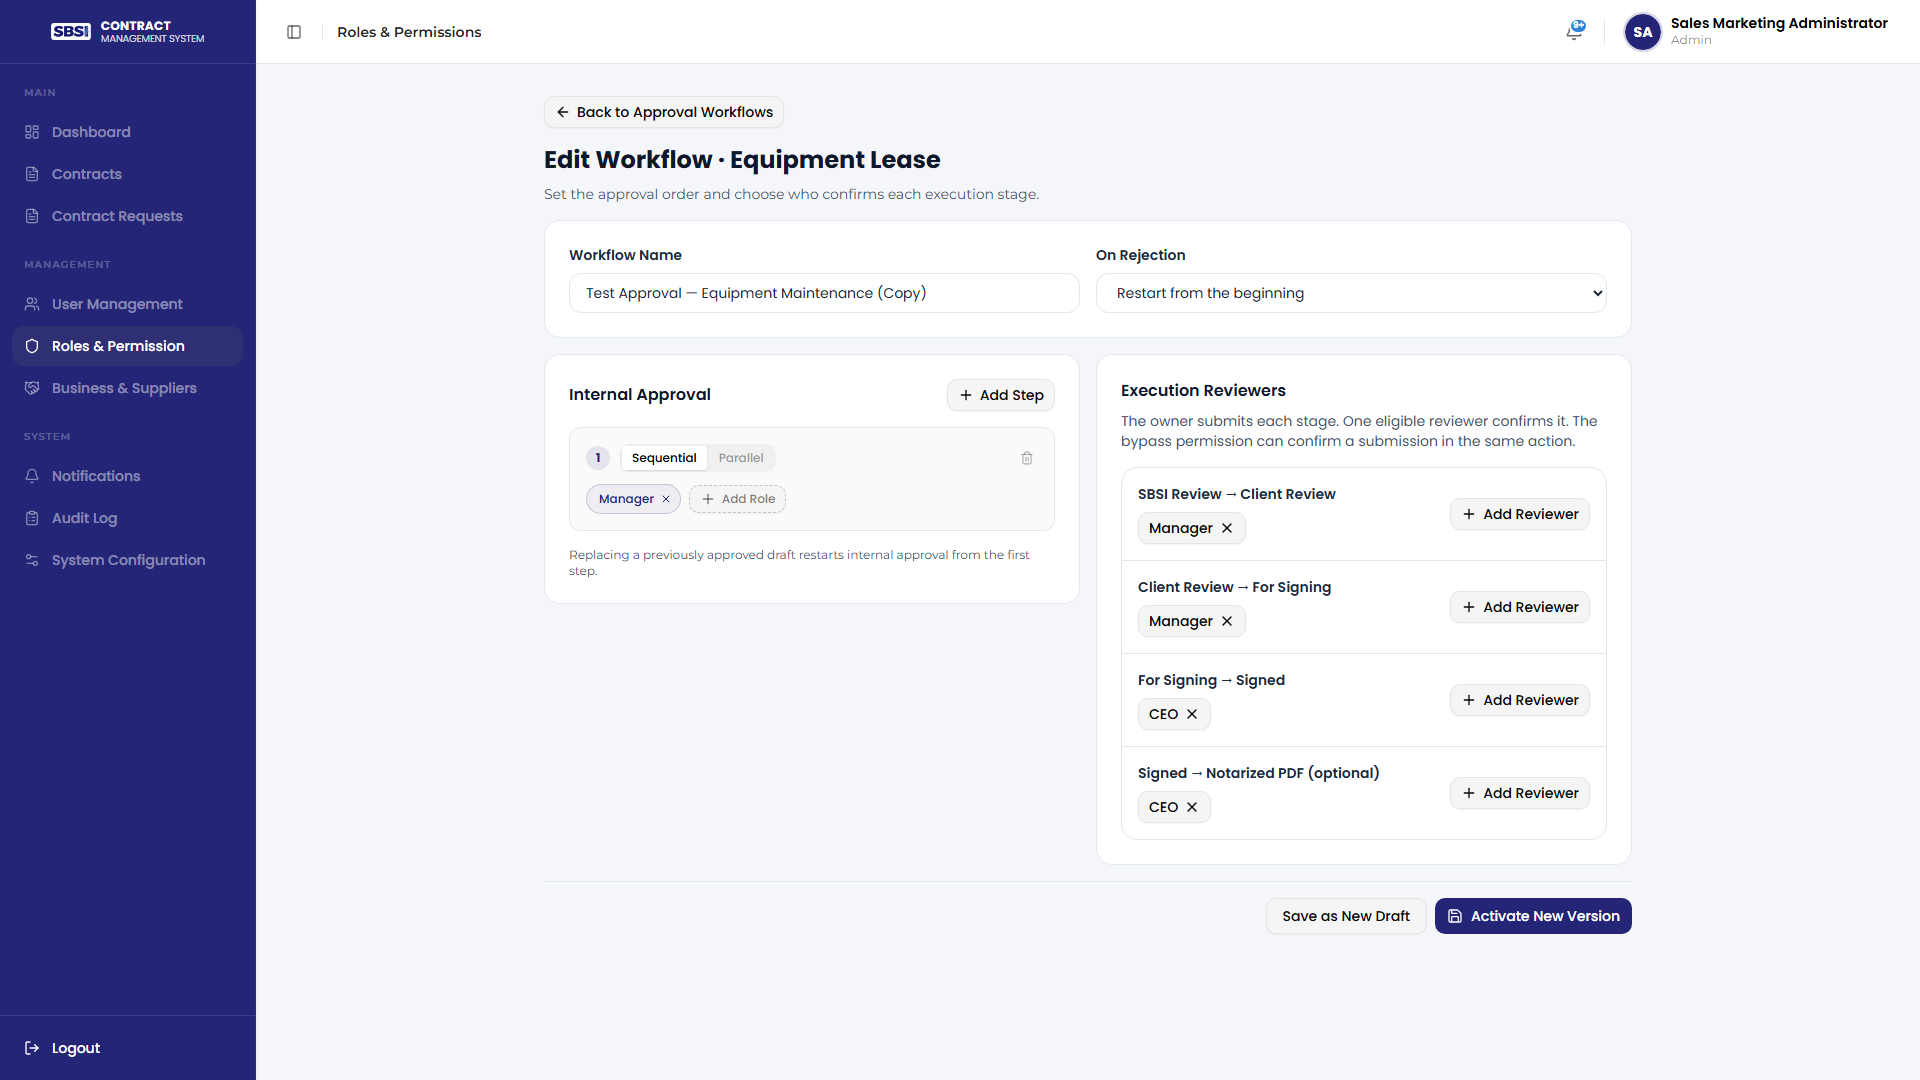 SBSI CONTRACT
MANAGEMENT SYSTEM
MAIN
Dashboard
Contracts
Contract Requests
MANAGEMENT
User Management
Roles & Permission
Business & Suppliers
SYSTEM
Notifications
Audit Log
System Configuration
Logout
Roles & Permissions
9+
SA
Sales Marketing Administrator
Admin
Back to Approval Workflows
Edit Workflow · Equipment Lease
Set the approval order and choose who confirms each execution stage.
Workflow Name
Test Approval — Equipment Maintenance (Copy)
On Rejection
Restart from the beginning
Internal Approval
Add Step
1
Sequential
Parallel
Manager
Add Role
Replacing a previously approved draft restarts internal approval from the first
step.
Execution Reviewers
The owner submits each stage. One eligible reviewer confirms it. The
bypass permission can confirm a submission in the same action.
SBSI Review → Client Review
Manager
Add Reviewer
Client Review → For Signing
Manager
Add Reviewer
For Signing → Signed
CEO
Add Reviewer
Signed → Notarized PDF (optional)
CEO
Add Reviewer
Save as New Draft
Activate New Version